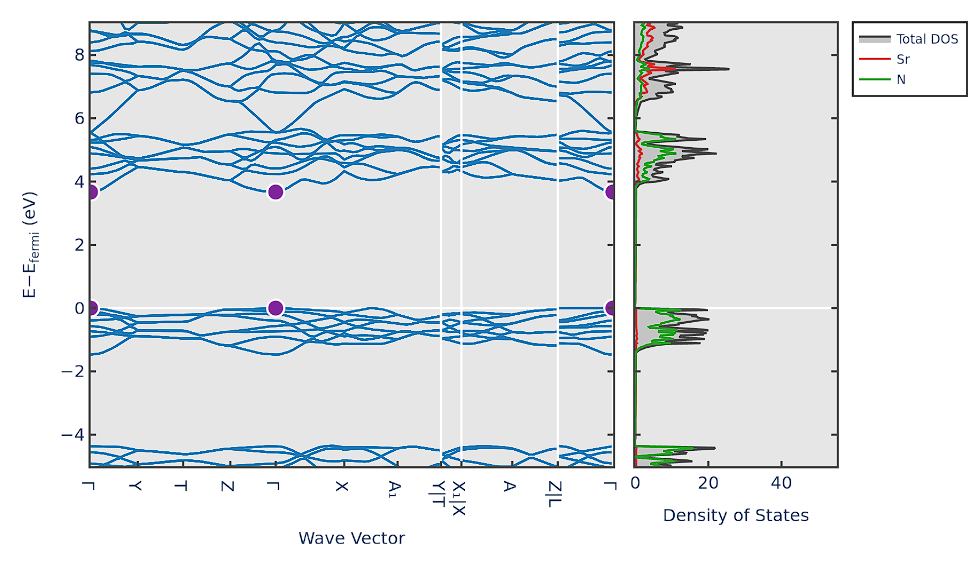 8
6
4
2
0
−2
−4
E−Efermi (eV)
Γ Y T Z Γ X A₁ Y|T X₁|X A Z|L Γ
Wave Vector
0 20 40
Density of States
Total DOS
Sr
N